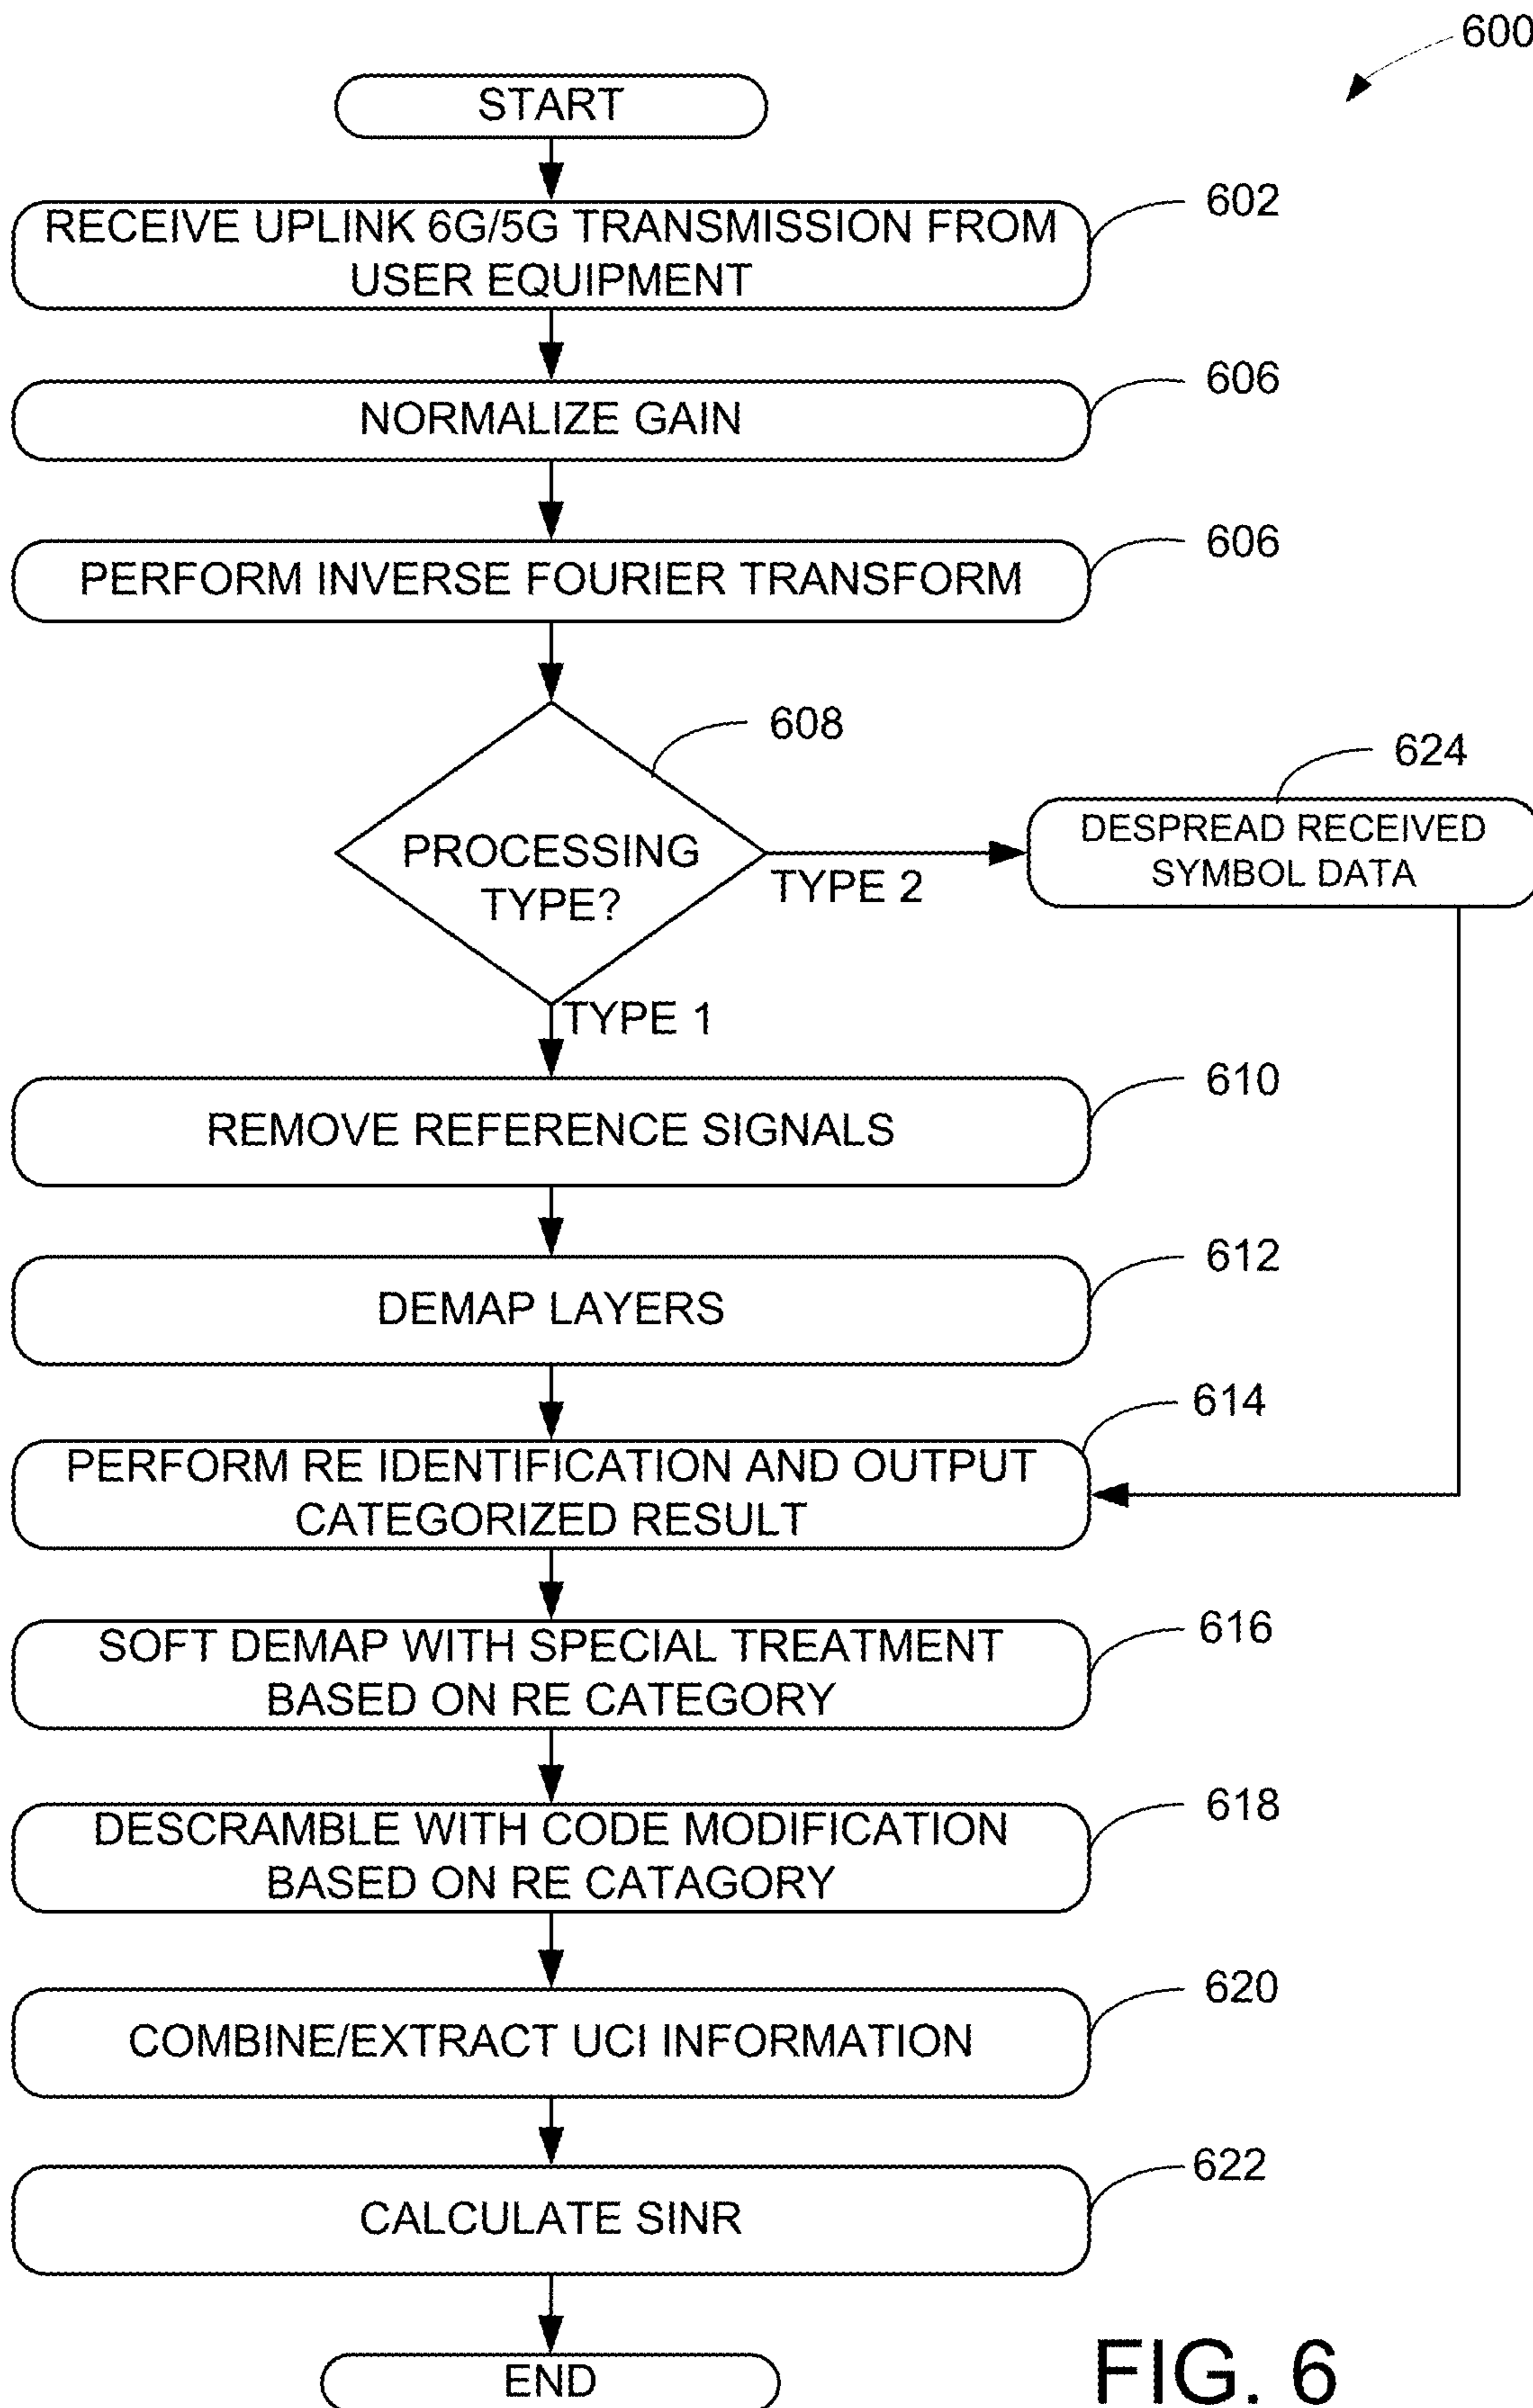 600
START
RECEIVE UPLINK 6G/5G TRANSMISSION FROM
USER EQUIPMENT
602
NORMALIZE GAIN
606
PERFORM INVERSE FOURIER TRANSFORM
606
608
PROCESSING
TYPE?
TYPE 2
624
DESPREAD RECEIVED
SYMBOL DATA
TYPE 1
REMOVE REFERENCE SIGNALS
610
DEMAP LAYERS
612
PERFORM RE IDENTIFICATION AND OUTPUT
CATEGORIZED RESULT
614
SOFT DEMAP WITH SPECIAL TREATMENT
BASED ON RE CATEGORY
616
DESCRAMBLE WITH CODE MODIFICATION
BASED ON RE CATAGORY
618
COMBINE/EXTRACT UCI INFORMATION
620
CALCULATE SINR
622
END
FIG. 6